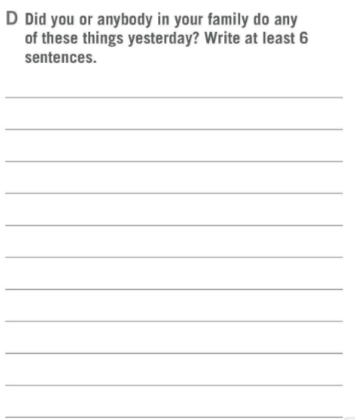 D Did you or anybody in your family do any
of these things yesterday? Write at least 6
sentences.